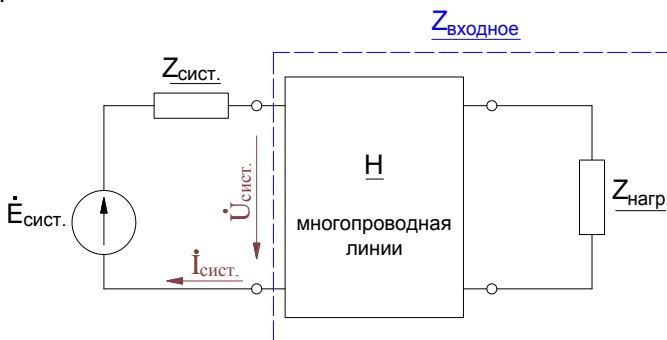 Zвходное
Zсист.
Ėсист.
U̇сист.
İсист.
H
многопроводная
линии
Zнагр